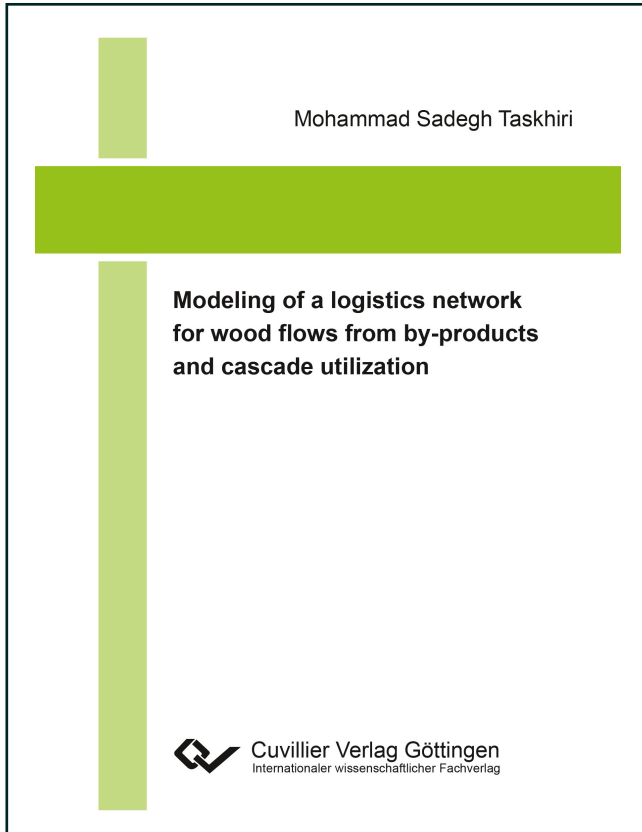 Mohammad Sadegh Taskhiri
Modeling of a logistics network
for wood flows from by-products
and cascade utilization
Cuvillier Verlag Göttingen
Internationaler wissenschaftlicher Fachverlag